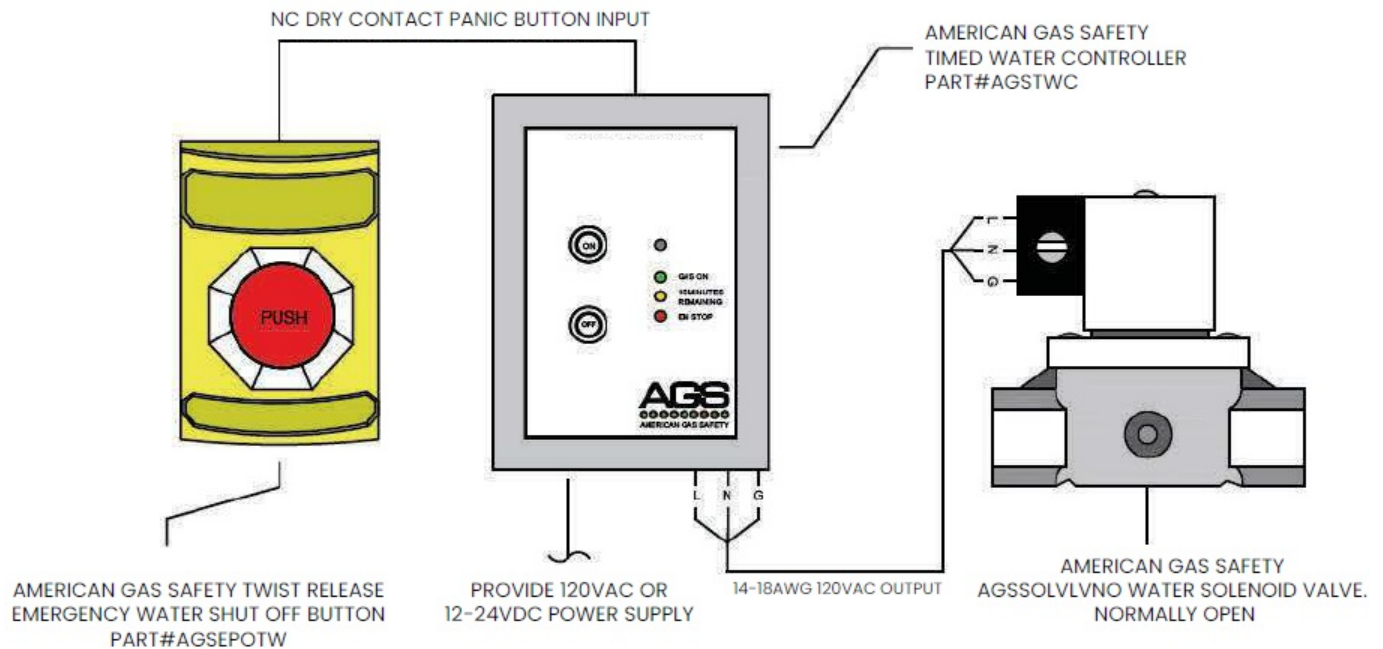 NC DRY CONTACT PANIC BUTTON INPUT
AMERICAN GAS SAFETY
TIMED WATER CONTROLLER
PART#AGSTWC
PUSH
ON
OFF
GAS ON
REMAINING
EM STOP
AGS
AMERICAN GAS SAFETY
L N G
L
N
G
14-18AWG 120VAC OUTPUT
AMERICAN GAS SAFETY TWIST RELEASE
EMERGENCY WATER SHUT OFF BUTTON
PART#AGSEPOTW
PROVIDE 120VAC OR
12-24VDC POWER SUPPLY
AMERICAN GAS SAFETY
AGSSOLVLVNO WATER SOLENOID VALVE.
NORMALLY OPEN